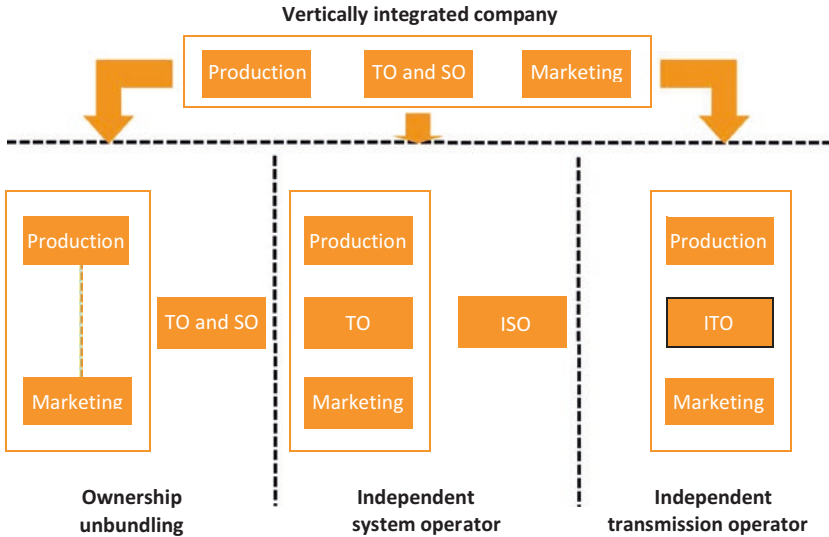 Vertically integrated company
Production
TO and SO
Marketing
Production
TO and SO
Marketing
Production
TO
ISO
Marketing
Production
ITO
Marketing
Ownership
unbundling
Independent
system operator
Independent
transmission operator